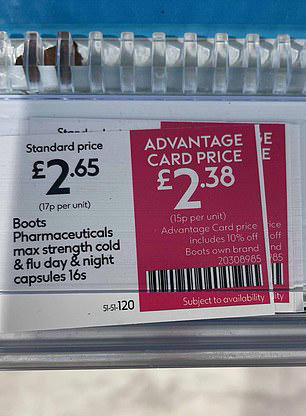 Standard price
£2.65
(17p per unit)
Boots
Pharmaceuticals
max strength cold
& flu day & night
capsules 16s
51-51-120
ADVANTAGE
CARD PRICE
£2.38
(15p per unit)
Advantage Card price
includes 10% off
Boots own brand
20308985
Subject to availability